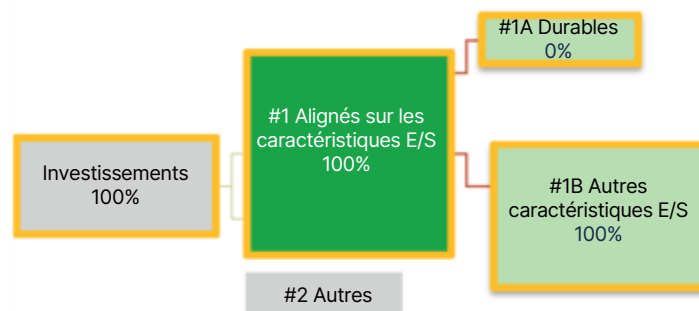 Investissements
100%
#1 Alignés sur les
caractéristiques E/S
100%
#2 Autres
#1A Durables
0%
#1B Autres
caractéristiques E/S
100%